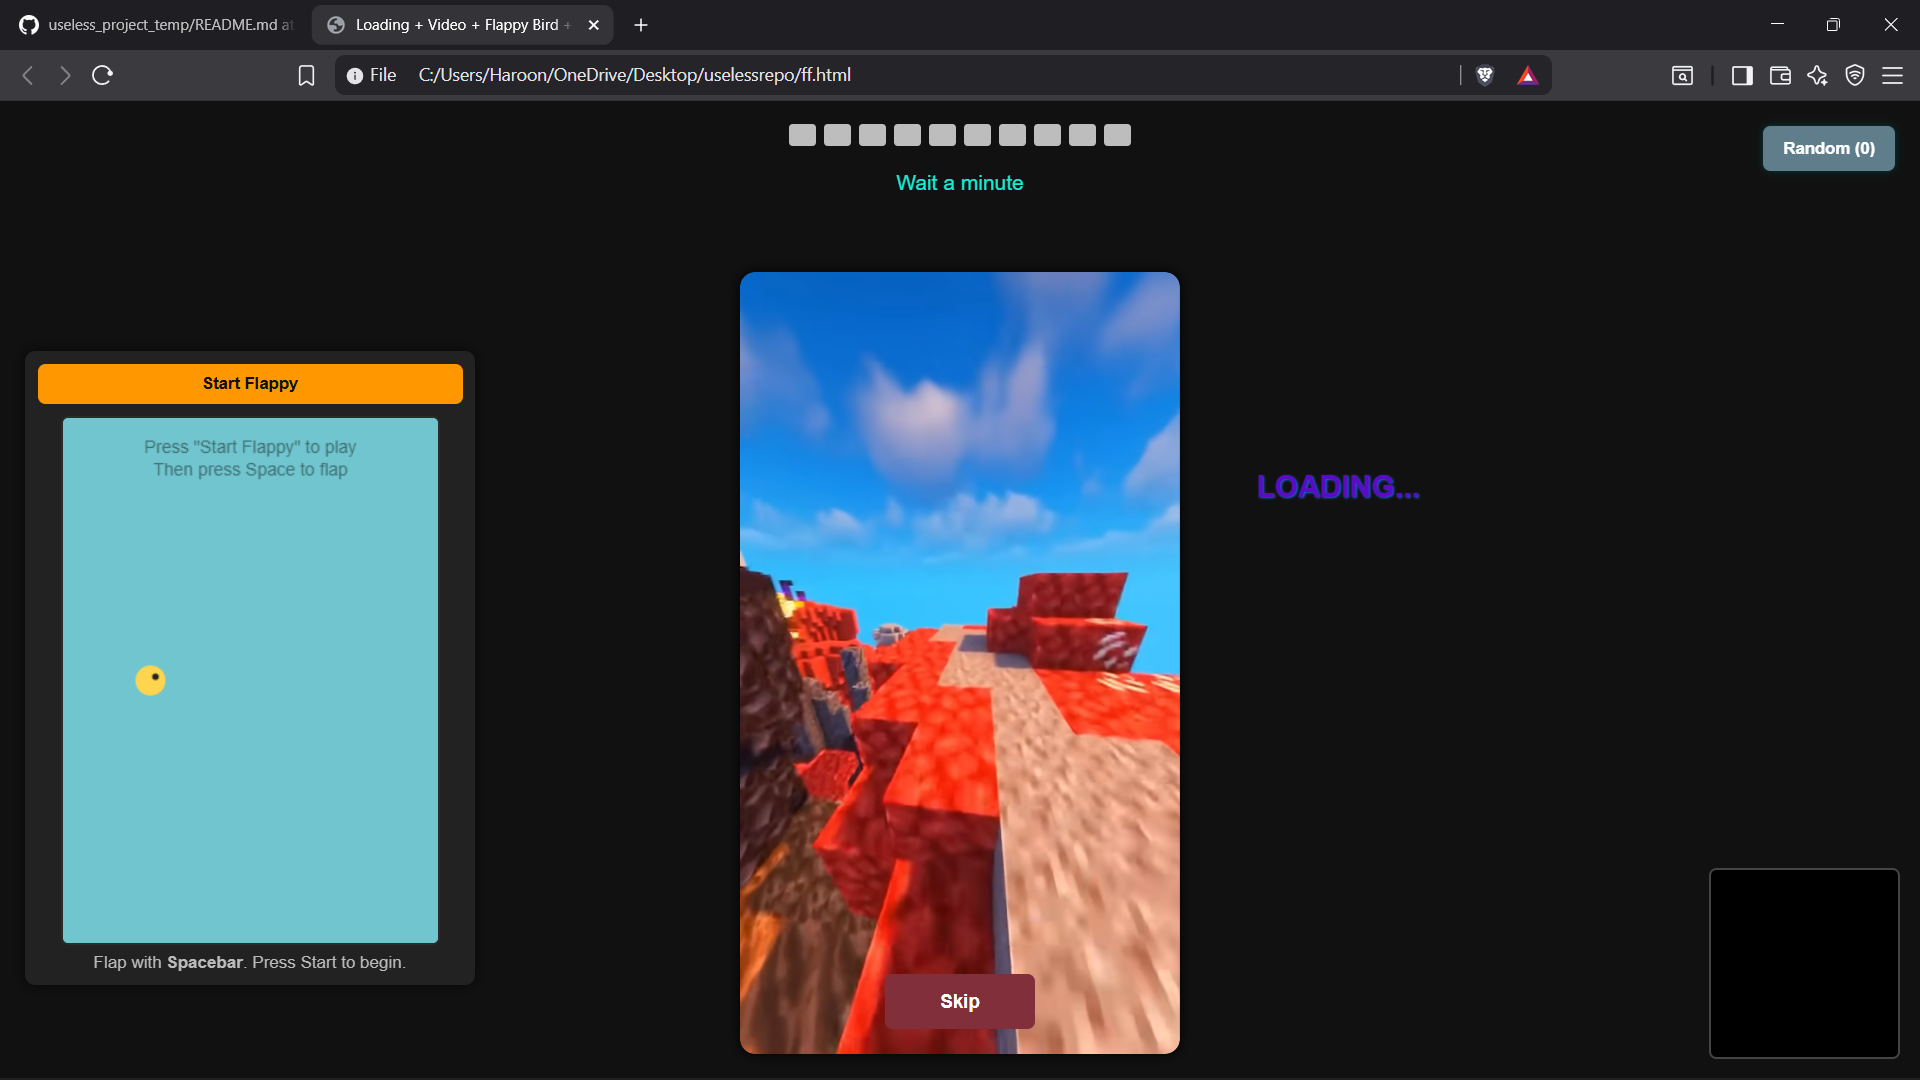 useless_project_temp/README.md at
Loading + Video + Flappy Bird +
File
C:/Users/Haroon/OneDrive/Desktop/uselessrepo/ff.html
Random (0)
Wait a minute
Start Flappy
Press "Start Flappy" to play
Then press Space to flap
LOADING...
Flap with Spacebar. Press Start to begin.
Skip